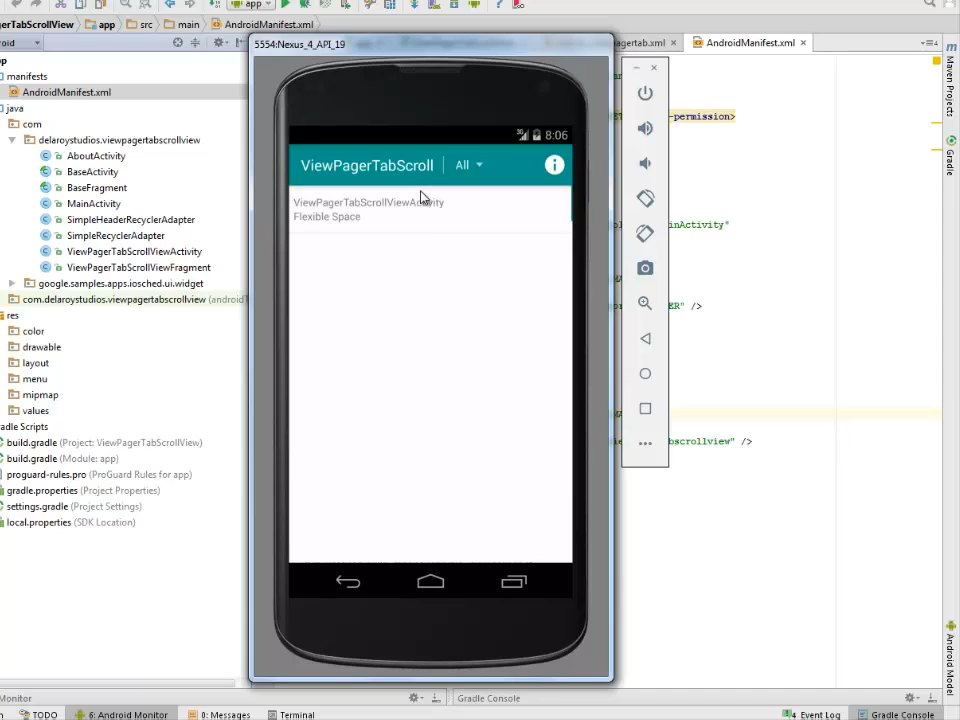 app
gerTabScrollView
app
src
main
AndroidManifest.xml
manifests
AndroidManifest.xml
java
com
delaroystudios.viewpagertabscrollview
AboutActivity
BaseActivity
BaseFragment
MainActivity
SimpleHeaderRecyclerAdapter
SimpleRecyclerAdapter
ViewPagerTabScrollViewActivity
ViewPagerTabScrollViewFragment
google.samples.apps.iosched.ui.widget
com.delaroystudios.viewpagertabscrollview (android
res
color
drawable
layout
menu
mipmap
values
adle Scripts
build.gradle (Project: ViewPagerTabScrollView)
build.gradle (Module: app)
proguard-rules.pro (ProGuard Rules for app)
gradle.properties (Project Properties)
settings.gradle (Project Settings)
local.properties (SDK Location)
5554:Nexus_4_API_19
3G 8:06
ViewPagerTabScroll
All
ViewPagerTabScrollViewActivity
Flexible Space
agertab.xml
AndroidManifest.xml
-permission>
inActivity"
ER" />
bscrollview" />
Maven Projects
Gradle
Android Model
Monitor
Gradle Console
TODO
6: Android Monitor
0: Messages
Terminal
4 Event Log
Gradle Console